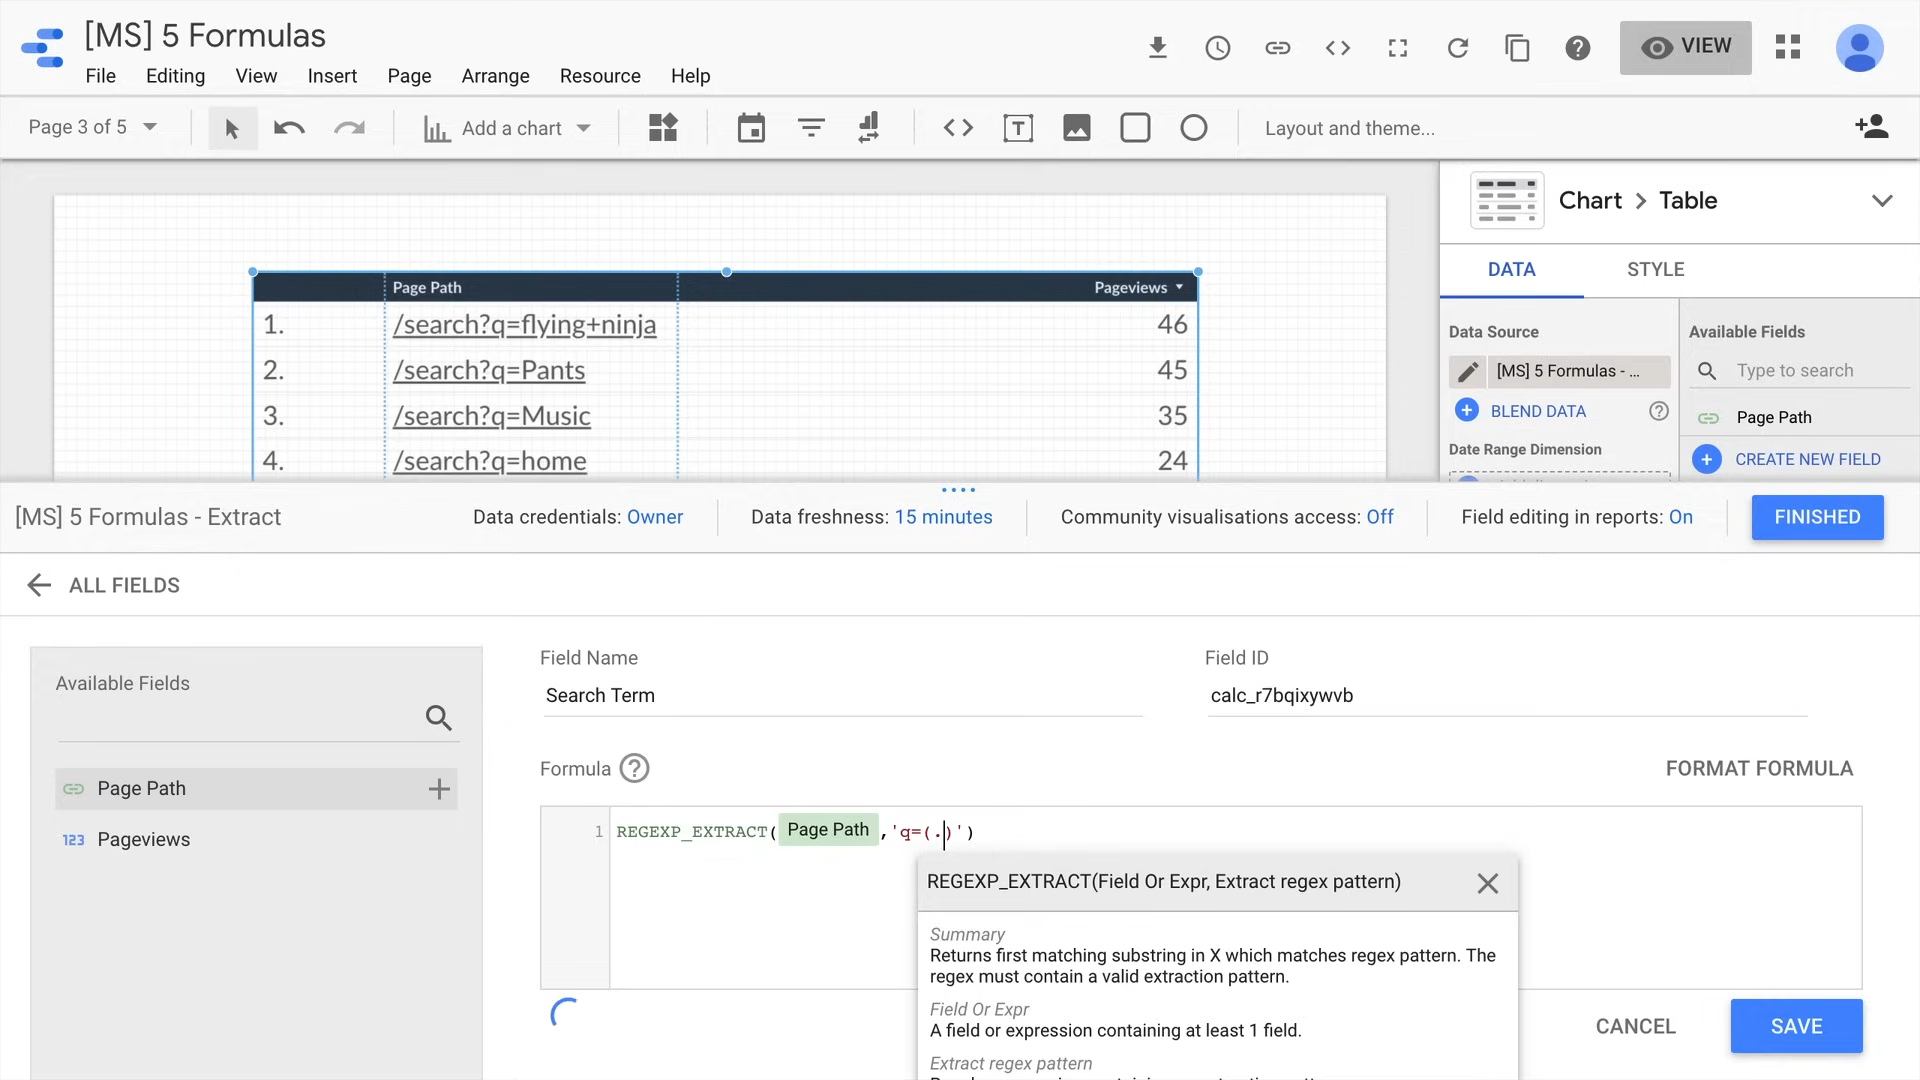 [MS] 5 Formulas
File Editing View Insert Page Arrange Resource Help
VIEW
Page 3 of 5
Add a chart
Layout and theme...
Page Path Pageviews
1. /search?q=flying+ninja 46
2. /search?q=Pants 45
3. /search?q=Music 35
4. /search?q=home 24
Chart > Table
DATA STYLE
Data Source
[MS] 5 Formulas - ...
BLEND DATA
Date Range Dimension
Available Fields
Type to search
Page Path
CREATE NEW FIELD
[MS] 5 Formulas - Extract
Data credentials: Owner
Data freshness: 15 minutes
Community visualisations access: Off
Field editing in reports: On
FINISHED
ALL FIELDS
Available Fields
Page Path
123 Pageviews
Field Name
Search Term
Field ID
calc_r7bqixywvb
Formula
FORMAT FORMULA
1 REGEXP_EXTRACT( Page Path ,'q=(.)')
REGEXP_EXTRACT(Field Or Expr, Extract regex pattern)
Summary
Returns first matching substring in X which matches regex pattern. The
regex must contain a valid extraction pattern.
Field Or Expr
A field or expression containing at least 1 field.
Extract regex pattern
CANCEL
SAVE